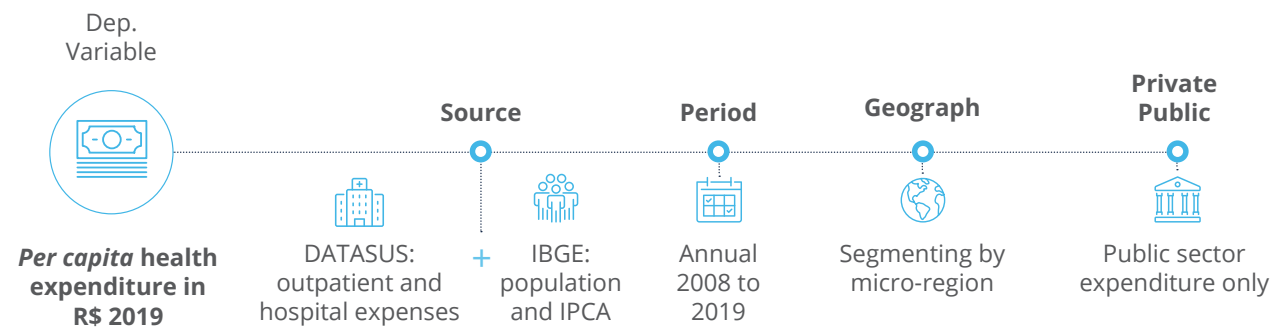 Dep.
Variable
Per capita health
expenditure in
R$ 2019
Source
DATASUS:
outpatient and
hospital expenses
+
IBGE:
population
and IPCA
Period
Annual
2008 to
2019
Geograph
Segmenting by
micro-region
Private
Public
Public sector
expenditure only